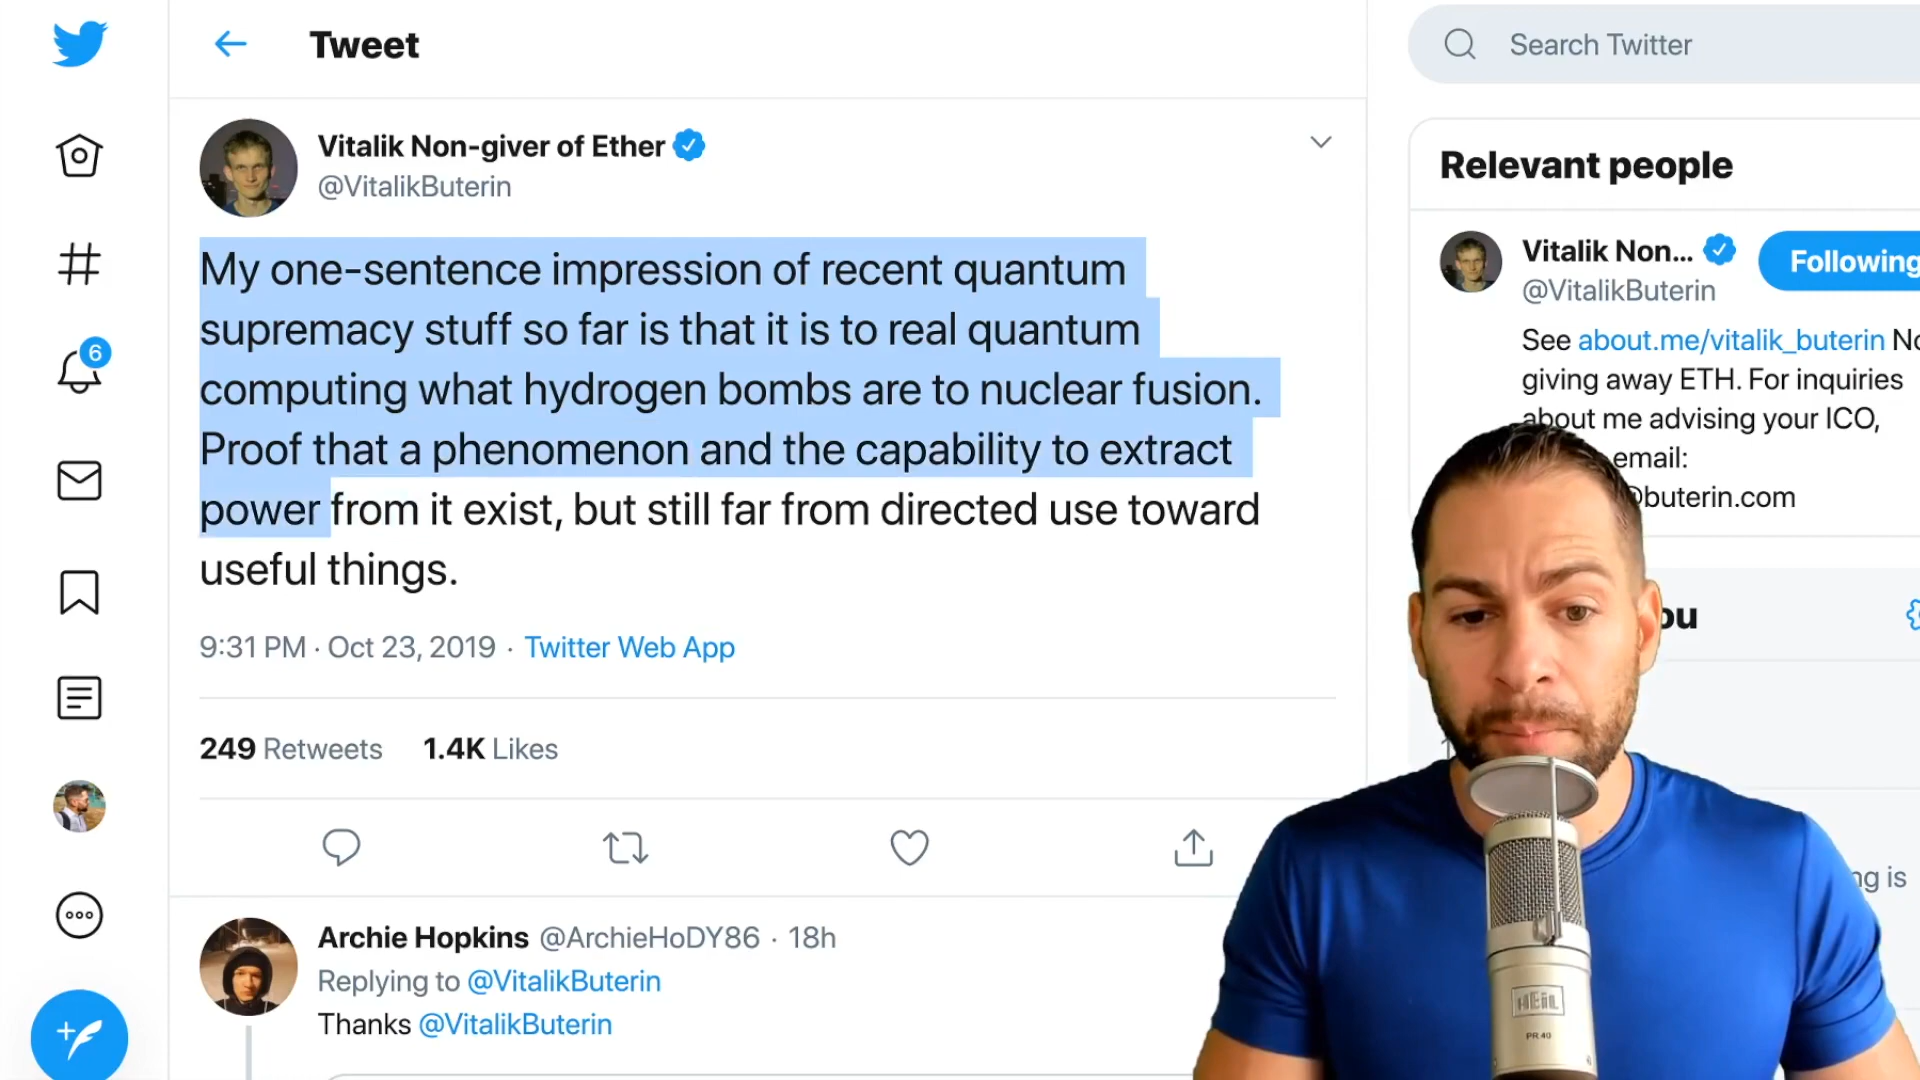 Tweet
Search Twitter
Vitalik Non-giver of Ether
@VitalikButerin
My one-sentence impression of recent quantum
supremacy stuff so far is that it is to real quantum
computing what hydrogen bombs are to nuclear fusion.
Proof that a phenomenon and the capability to extract
power from it exist, but still far from directed use toward
useful things.
9:31 PM · Oct 23, 2019 · Twitter Web App
249 Retweets 1.4K Likes
Archie Hopkins @ArchieHoDY86 · 18h
Replying to @VitalikButerin
Thanks @VitalikButerin
6
Relevant people
Vitalik Non...
@VitalikButerin
Following
See about.me/vitalik_buterin
giving away ETH. For inquiries
about me advising your ICO,
email:
buterin.com
is
HEiL
PR 40